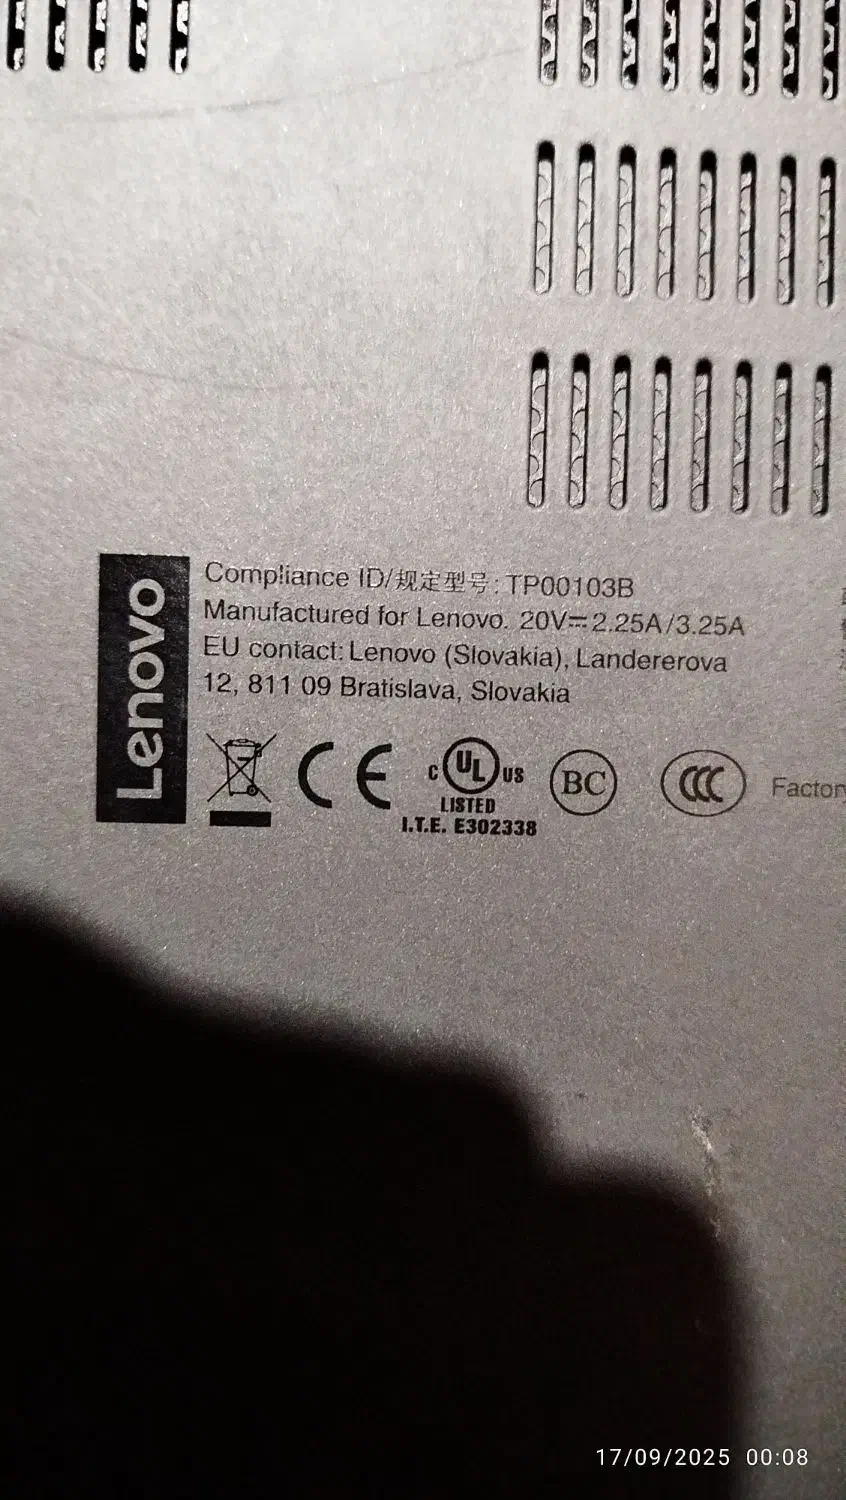 Lenovo
Compliance ID/规定型号: TP00103B
Manufactured for Lenovo. 20V⎓2.25A/3.25A
EU contact: Lenovo (Slovakia), Landererova
12, 811 09 Bratislava, Slovakia
CE
c UL US
LISTED
I.T.E. E302338
BC
CCC
Factor
17/09/2025 00:08